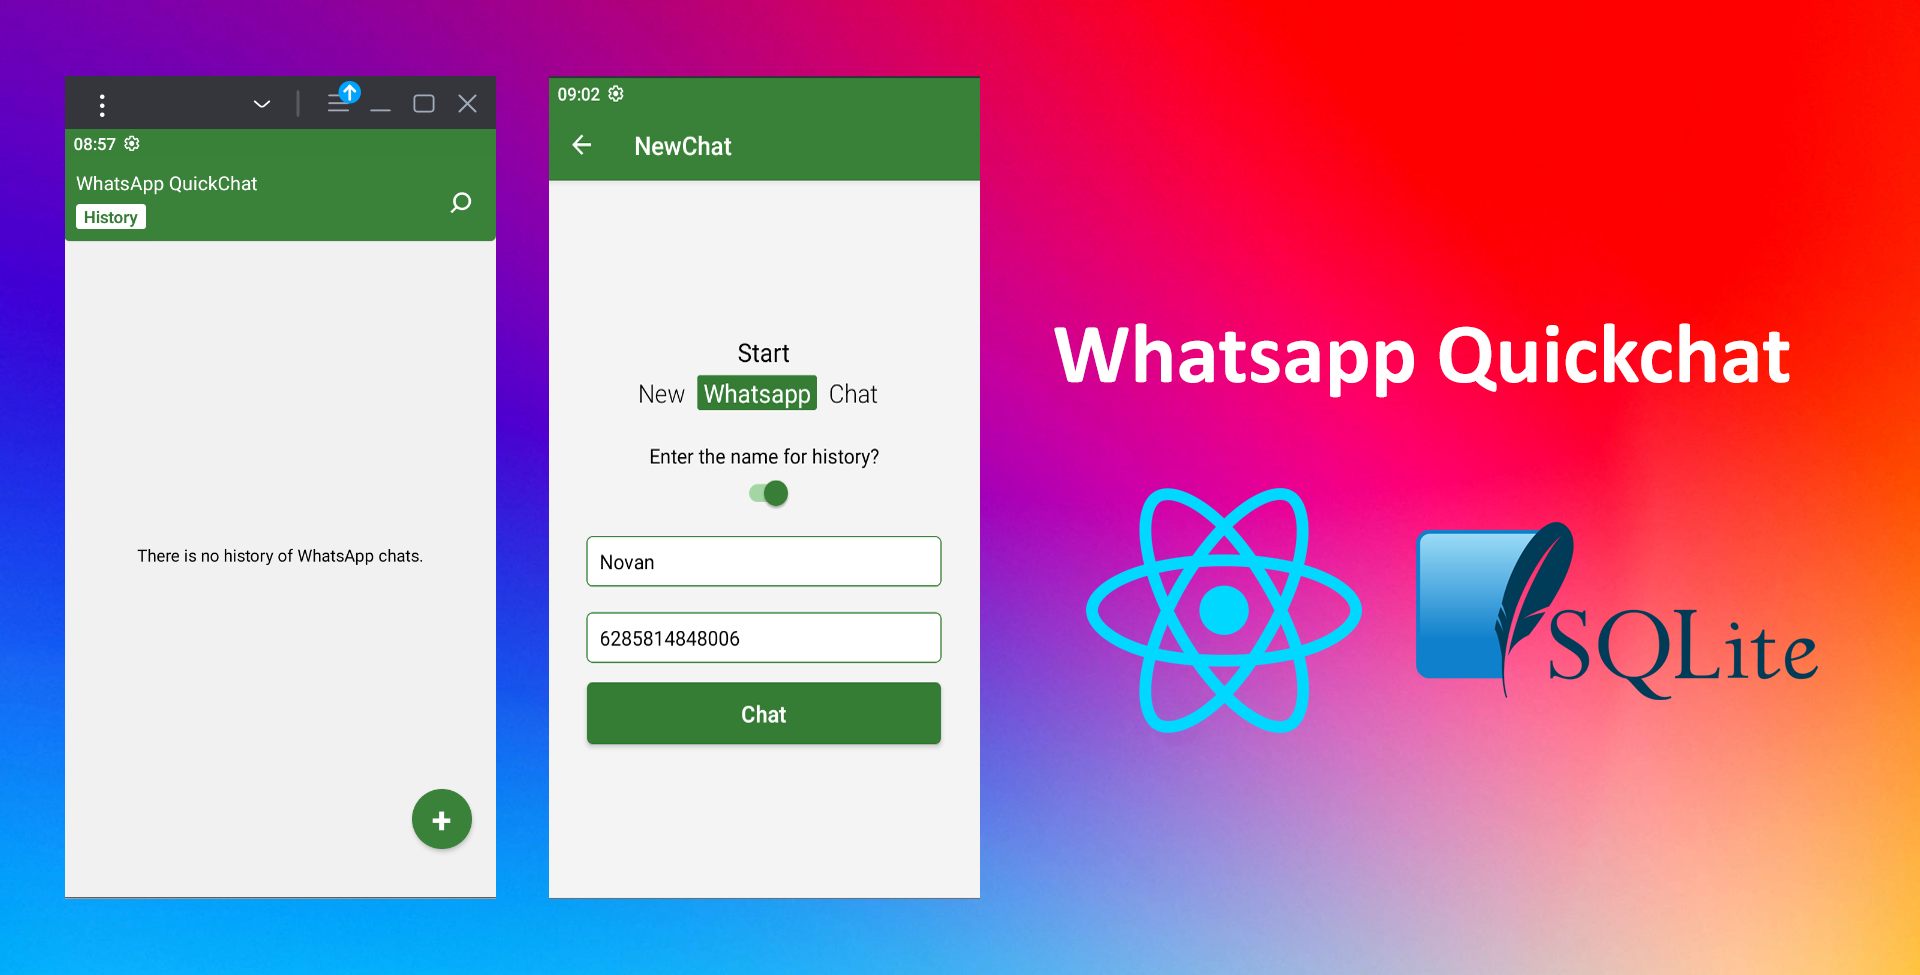 08:57
WhatsApp QuickChat
History
There is no history of WhatsApp chats.
+
09:02
NewChat
Start
New Whatsapp Chat
Enter the name for history?
Novan
6285814848006
Chat
Whatsapp Quickchat
SQLite